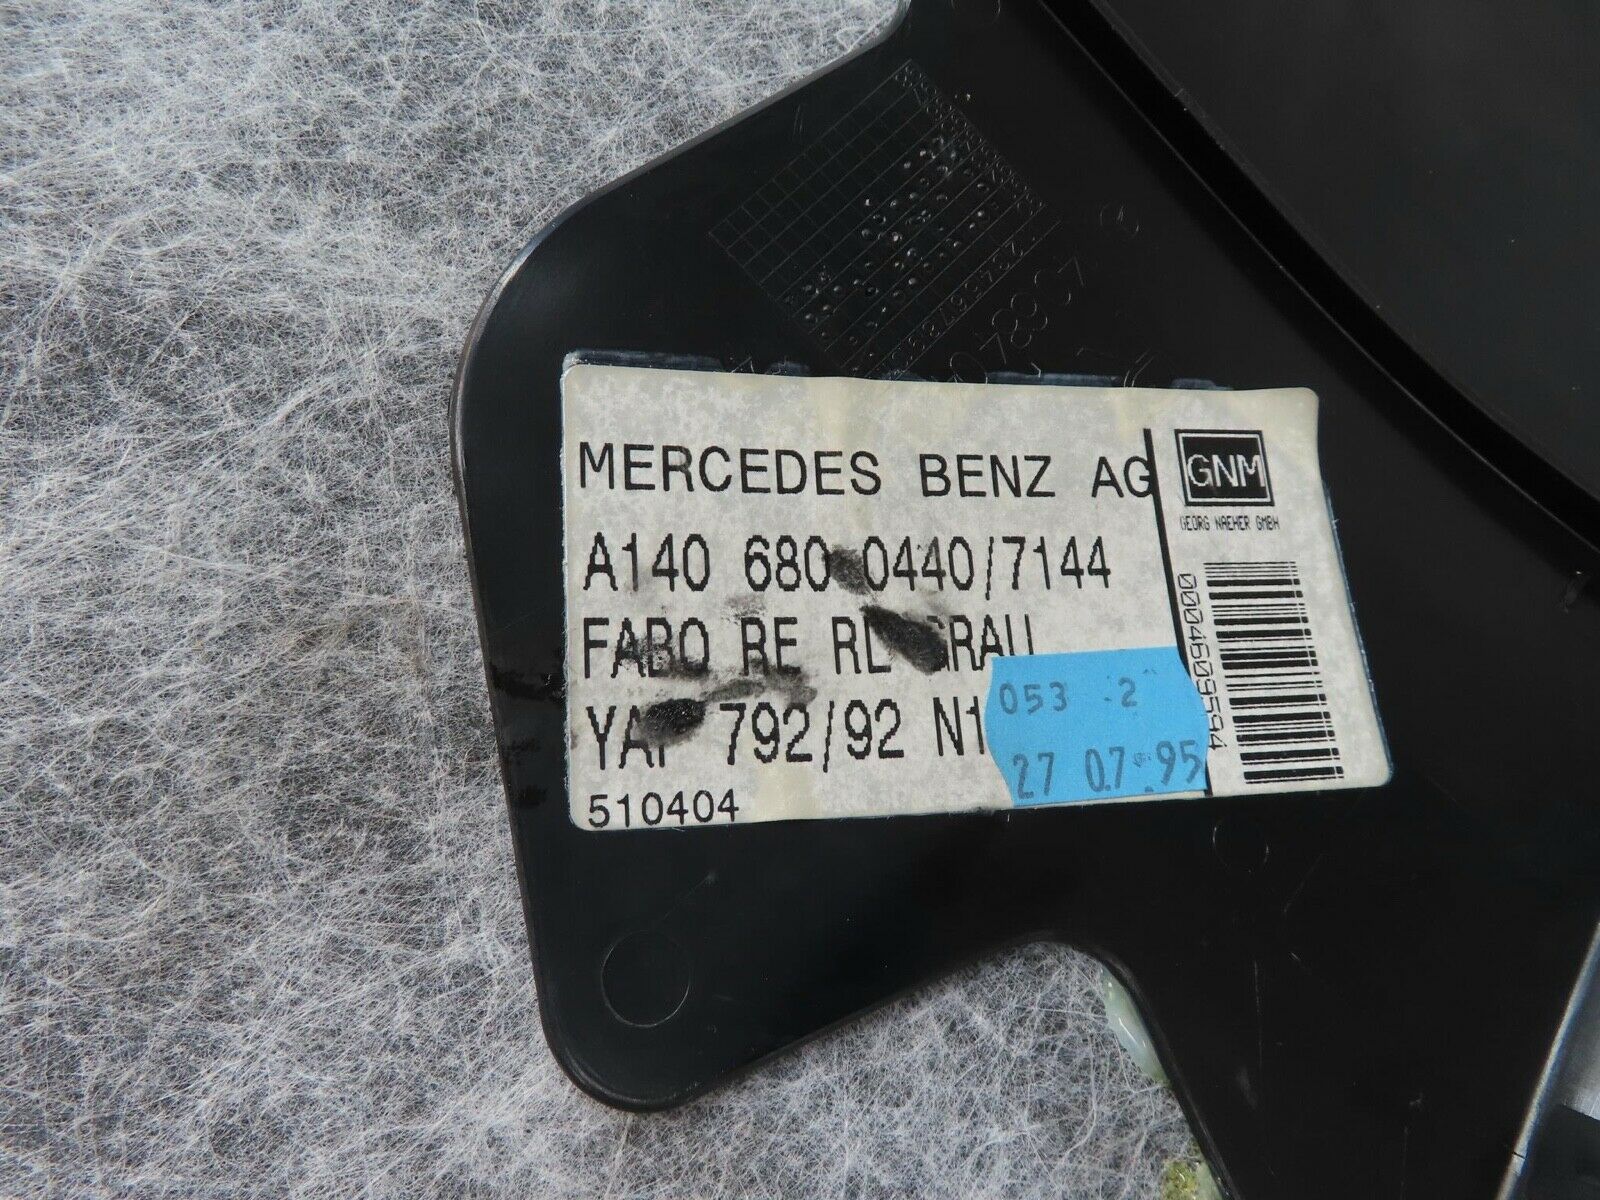 MERCEDES BENZ AG
GNM
GEORG NAEHER GMBH
A140 680 0440/7144
FABO RE RL GRAU
792/92 N1
510404
053 2
27 07.95
0004609594